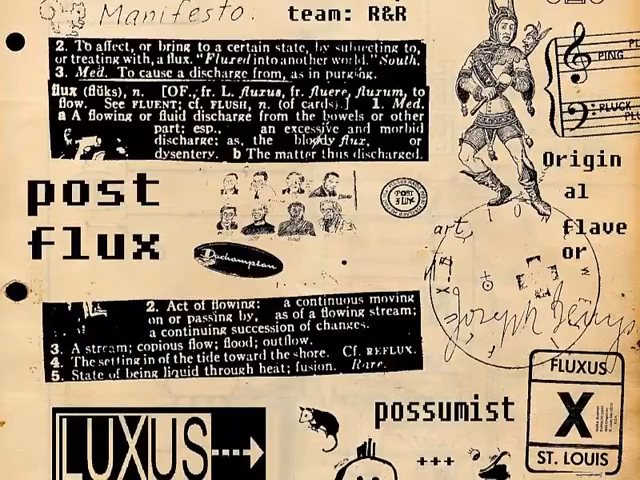 Manifesto.
team: R&R
2. To affect, or bring to a certain state, by subjecting to,
or treating with, a flux. "Fluxed into another world." South.
3. Med. To cause a discharge from, as in purging.
flux (flŭks), n. [OF., fr. L. fluxus, fr. fluere, fluxum, to
flow. See FLUENT; cf. FLUSH, n. (of cards).] 1. Med.
a A flowing or fluid discharge from the bowels or other
part; esp., an excessive and morbid
discharge; as, the bloody flux, or
dysentery. b The matter thus discharged.
PING
PLUCK
Origin
al
flave
or
post
flux
POST
FLUX
Duchampian
art,
10
Joseph Beuys
2. Act of flowing: a continuous moving
on or passing by, as of a flowing stream;
a continuing succession of changes.
3. A stream; copious flow; flood; outflow.
4. The setting in of the tide toward the shore. Cf. REFLUX.
5. State of being liquid through heat; fusion. Rare.
LUXUS
possumist
+++
FLUXUS
X
ST. LOUIS